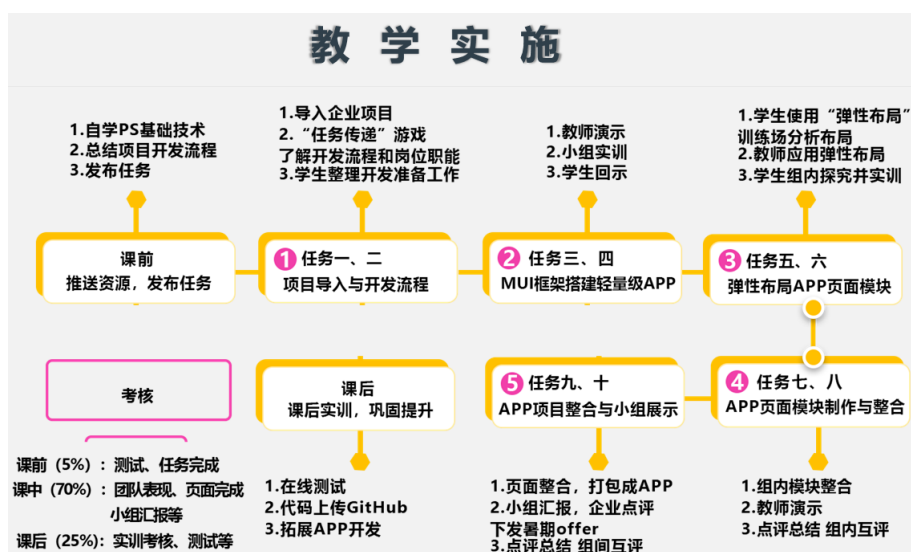 教 学 实 施
1.自学PS基础技术
2.总结项目开发流程
3.发布任务
1.导入企业项目
2.“任务传递”游戏
了解开发流程和岗位职能
3.学生整理开发准备工作
1.教师演示
2.小组实训
3.学生回示
1.学生使用“弹性布局”
训练场分析布局
2.教师应用弹性布局
3.学生组内探究并实训
课前
推送资源，发布任务
1 任务一、二
项目导入与开发流程
2 任务三、四
MUI框架搭建轻量级APP
3 任务五、六
弹性布局APP页面模块
考核
课后
课后实训，巩固提升
5 任务九、十
APP项目整合与小组展示
4 任务七、八
APP页面模块制作与整合
课前（5%）：测试、任务完成
课中（70%）：团队表现、页面完成
小组汇报等
课后（25%）：实训考核、测试等
1.在线测试
2.代码上传GitHub
3.拓展APP开发
1.页面整合，打包成APP
2.小组汇报，企业点评
下发暑期offer
3.点评总结 组间互评
1.组内模块整合
2.教师演示
3.点评总结 组内互评